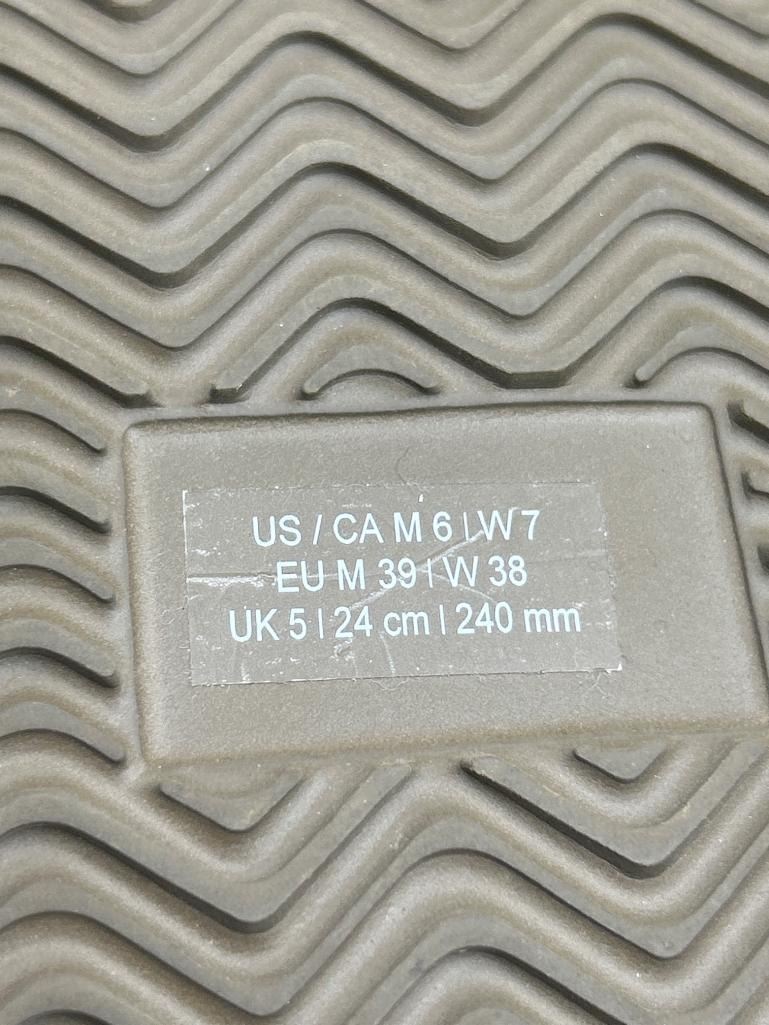 US / CA M 6 | W 7
EU M 39 | W 38
UK 5 | 24 cm | 240 mm